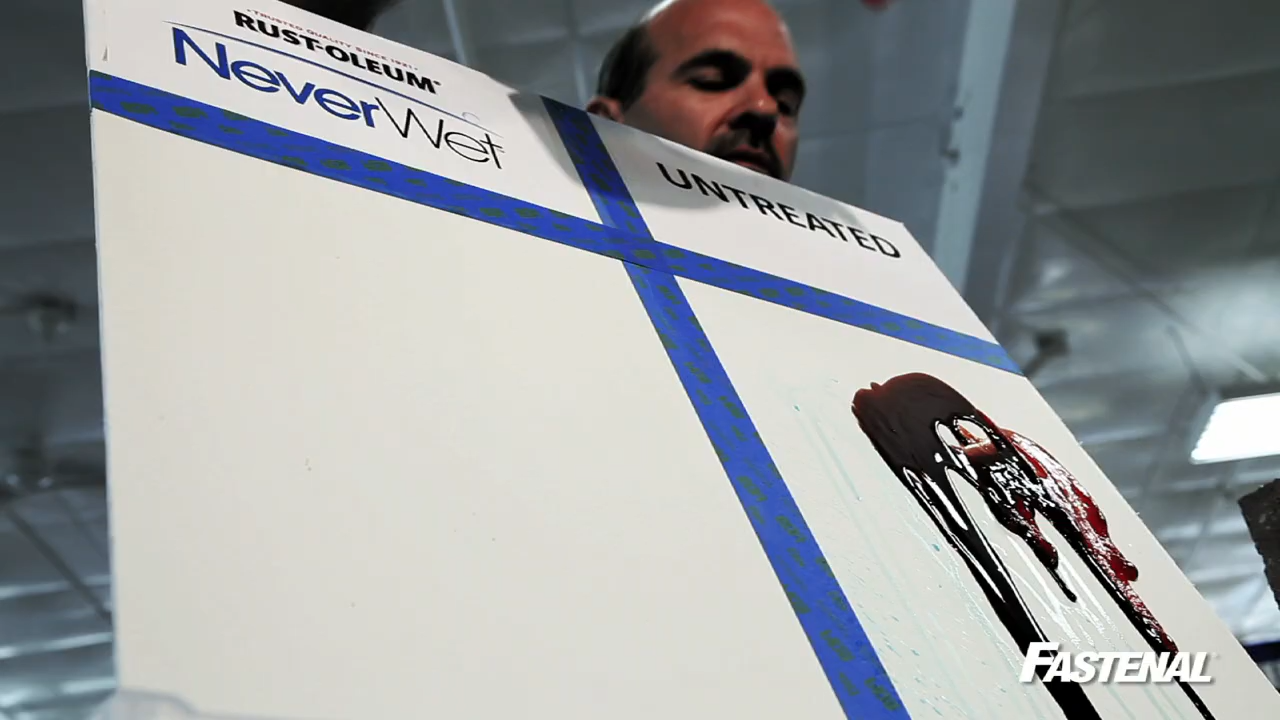 •TRUSTED QUALITY SINCE 1921•
RUST-OLEUM®
NeverWet
UNTREATED
FASTENAL